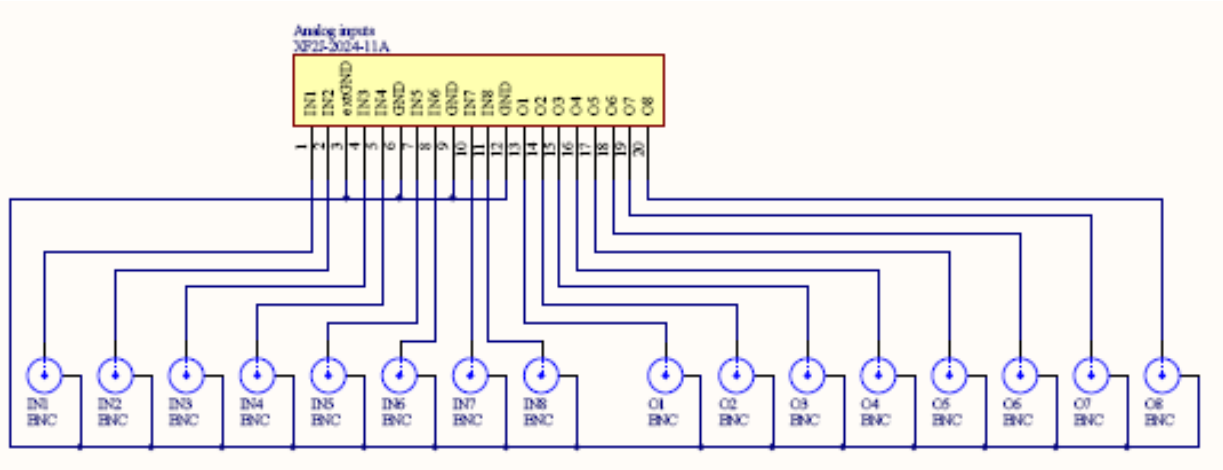 Analog inputs
XF2J-2024-11A
IN1 IN2 extGND IN3 IN4 GND IN5 IN6 GND IN7 IN8 GND O1 O2 O3 O4 O5 O6 O7 O8
1 2 3 4 5 6 7 8 9 10 11 12 13 14 15 16 17 18 19 20
IN1 IN2 IN3 IN4 IN5 IN6 IN7 IN8 O1 O2 O3 O4 O5 O6 O7 O8
BNC BNC BNC BNC BNC BNC BNC BNC BNC BNC BNC BNC BNC BNC BNC BNC